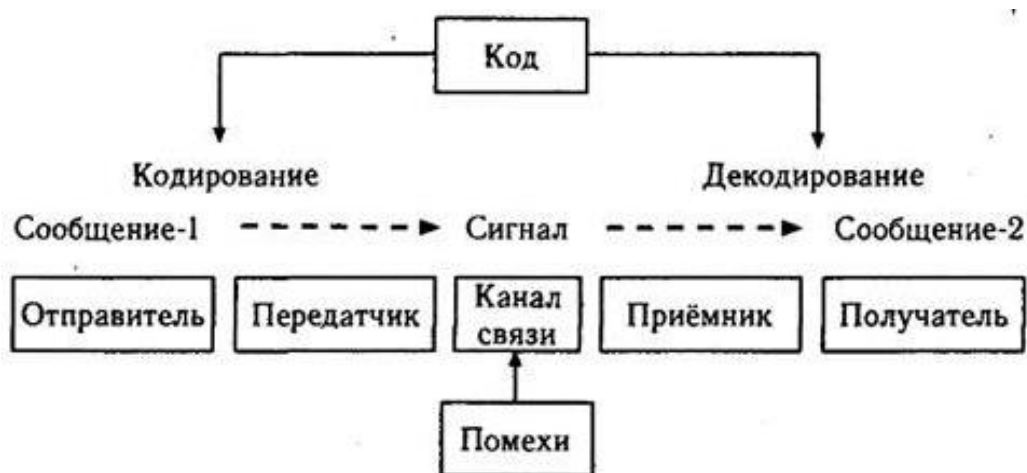 Код
Кодирование Декодирование
Сообщение-1 Сигнал Сообщение-2
Отправитель Передатчик Канал связи Приёмник Получатель
Помехи